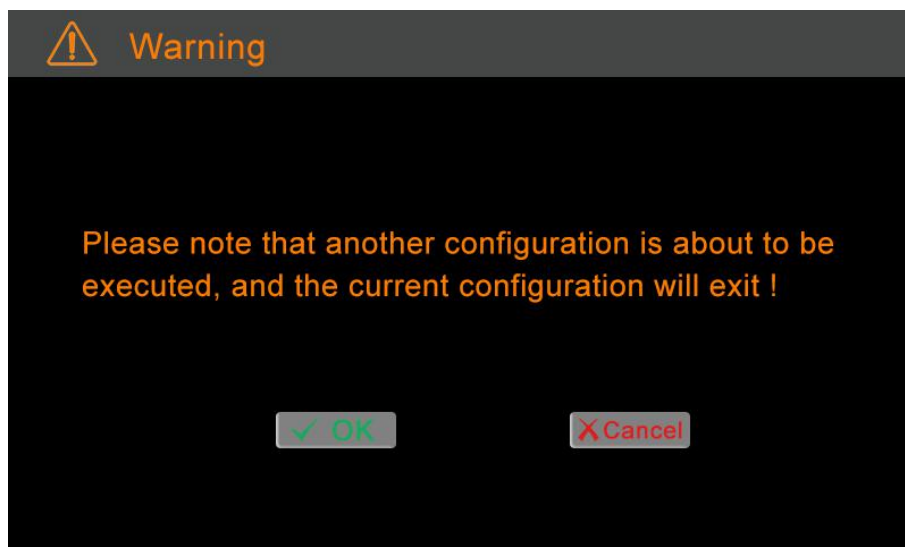 Warning
Please note that another configuration is about to be
executed, and the current configuration will exit !
OK
Cancel